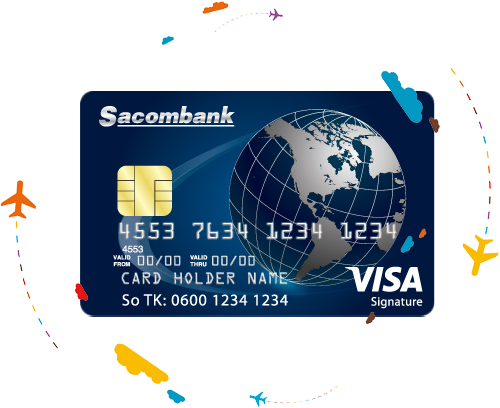 Sacombank
4553 7634 1234 1234
4553
VALID FROM 00/00 VALID THRU 00/00
CARD HOLDER NAME
VISA
So TK: 0600 1234 1234
Signature